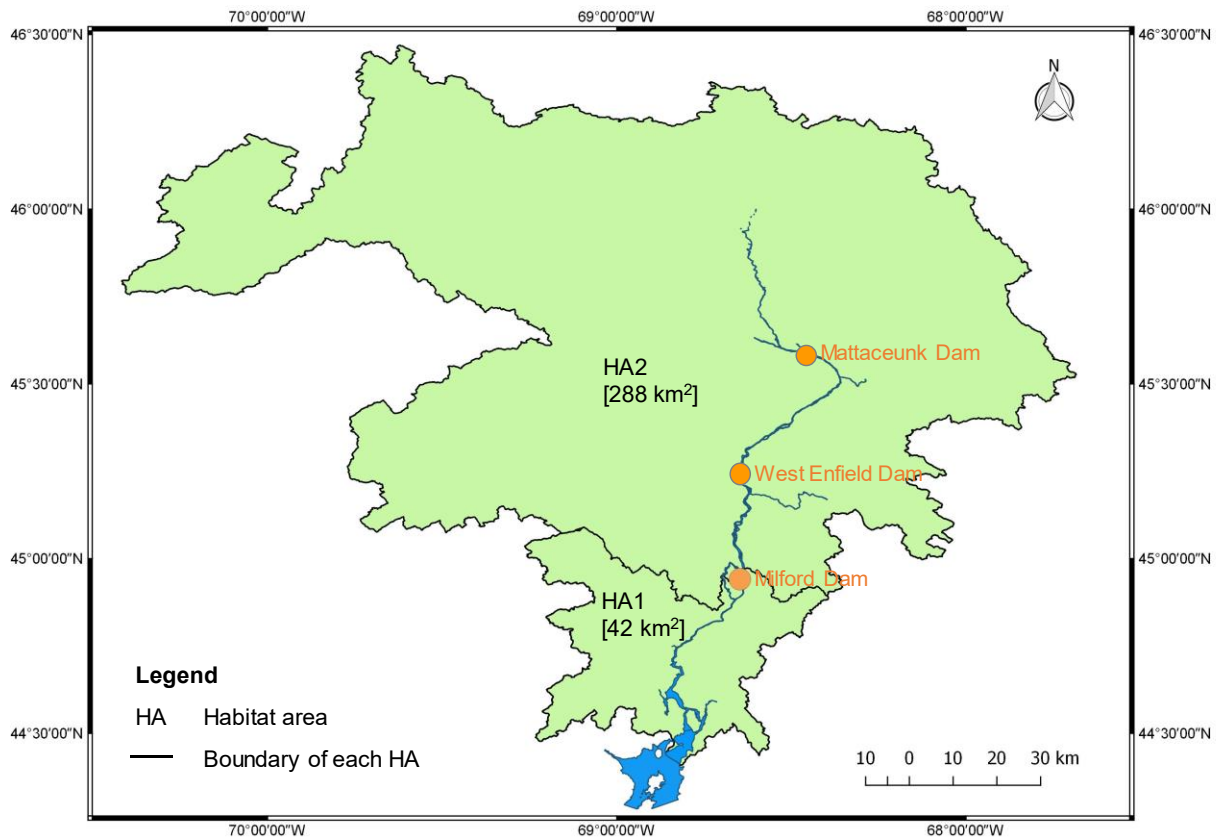 70°00′00″W 69°00′00″W 68°00′00″W
46°30′00″N 46°30′00″N
N
46°00′00″N 46°00′00″N
Mattaceunk Dam
HA2
[288 km²]
45°30′00″N 45°30′00″N
West Enfield Dam
45°00′00″N 45°00′00″N
Milford Dam
HA1
[42 km²]
Legend
HA Habitat area
Boundary of each HA
44°30′00″N 44°30′00″N
10 0 10 20 30 km
70°00′00″W 69°00′00″W 68°00′00″W